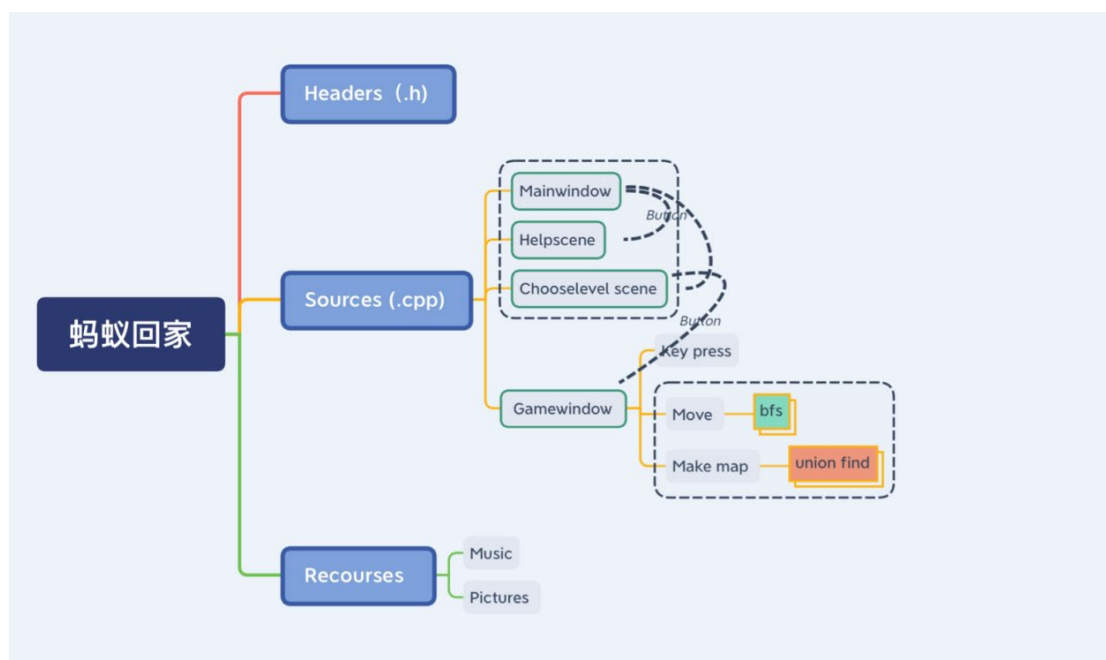 Headers（.h)
Mainwindow
Button
Helpscene
蚂蚁回家
Sources (.cpp)
Chooselevel scene
Button
Key press
Gamewindow
Move
bfs
Make map
union find
Recourses
Music
Pictures